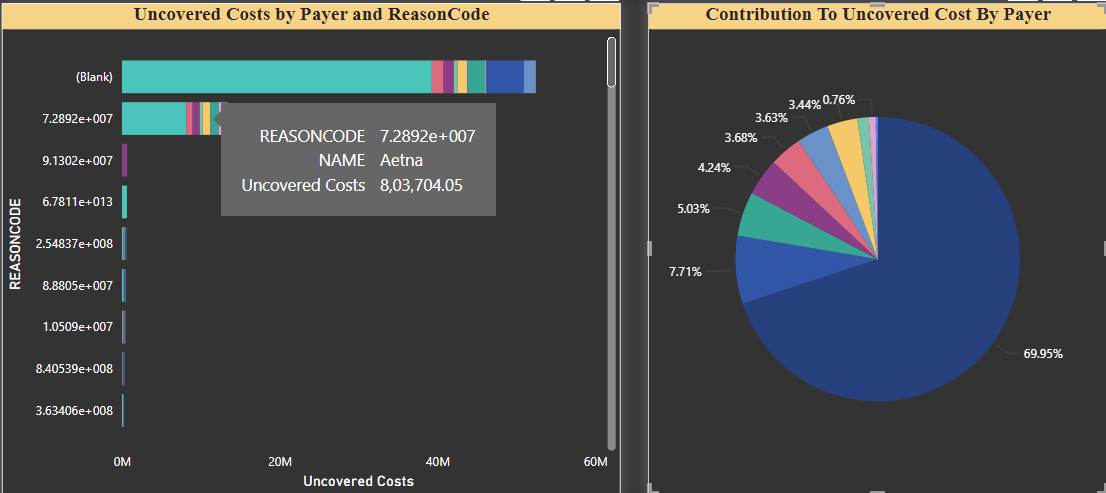 Uncovered Costs by Payer and ReasonCode
REASONCODE
(Blank)
7.2892e+007
9.1302e+007
6.7811e+013
2.54837e+008
8.8805e+007
1.0509e+007
8.40539e+008
3.63406e+008
REASONCODE 7.2892e+007
NAME Aetna
Uncovered Costs 8,03,704.05
0M 20M 40M 60M
Uncovered Costs
Contribution To Uncovered Cost By Payer
0.76%
3.44%
3.63%
3.68%
4.24%
5.03%
7.71%
69.95%